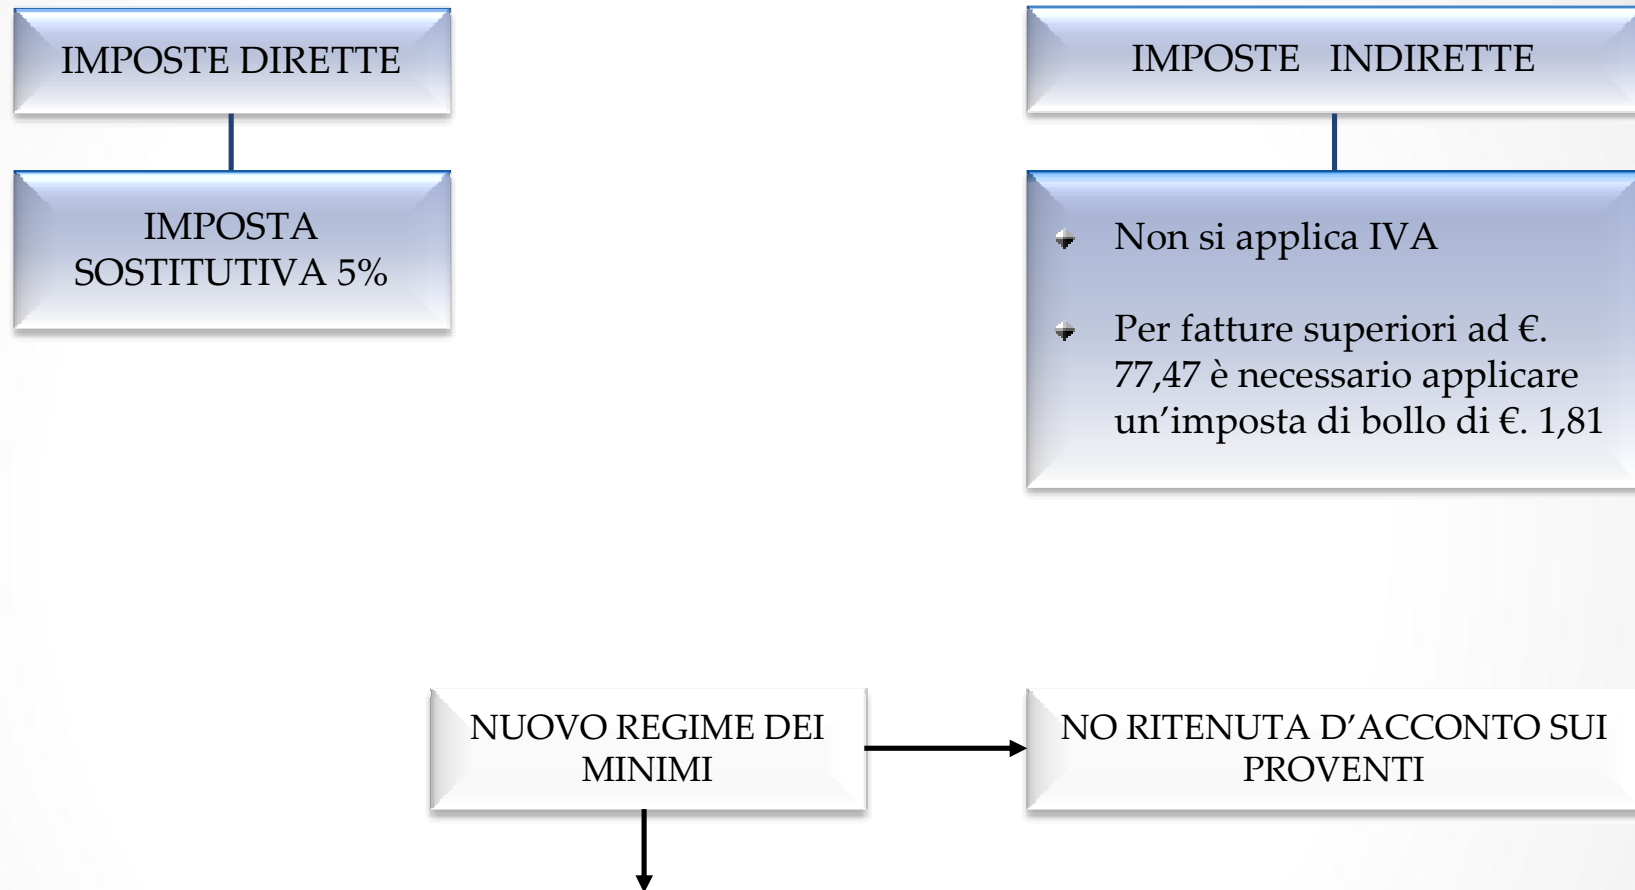 IMPOSTE DIRETTE
IMPOSTA
SOSTITUTIVA 5%
IMPOSTE INDIRETTE
Non si applica IVA
Per fatture superiori ad €.
77,47 è necessario applicare
un’imposta di bollo di €. 1,81
NUOVO REGIME DEI
MINIMI
NO RITENUTA D’ACCONTO SUI
PROVENTI